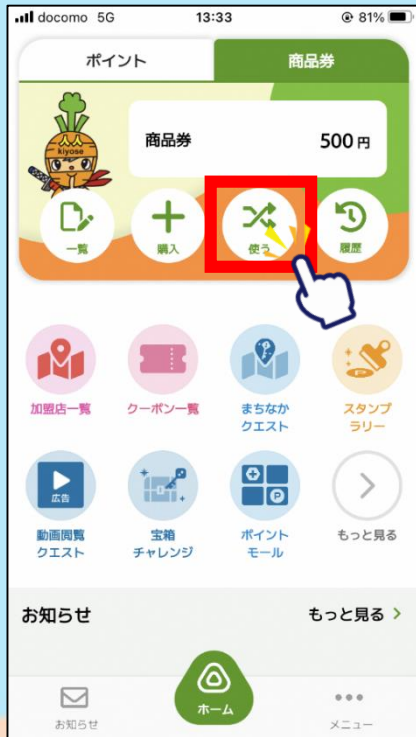 docomo 5G 13:33 81%
ポイント 商品券
kiyose
商品券 500 円
一覧 購入 使う 履歴
加盟店一覧 クーポン一覧 まちなか スタンプ
クエスト ラリー
広告
P
動画閲覧 宝箱 ポイント もっと見る
クエスト チャレンジ モール
お知らせ もっと見る
ホーム
お知らせ メニュー